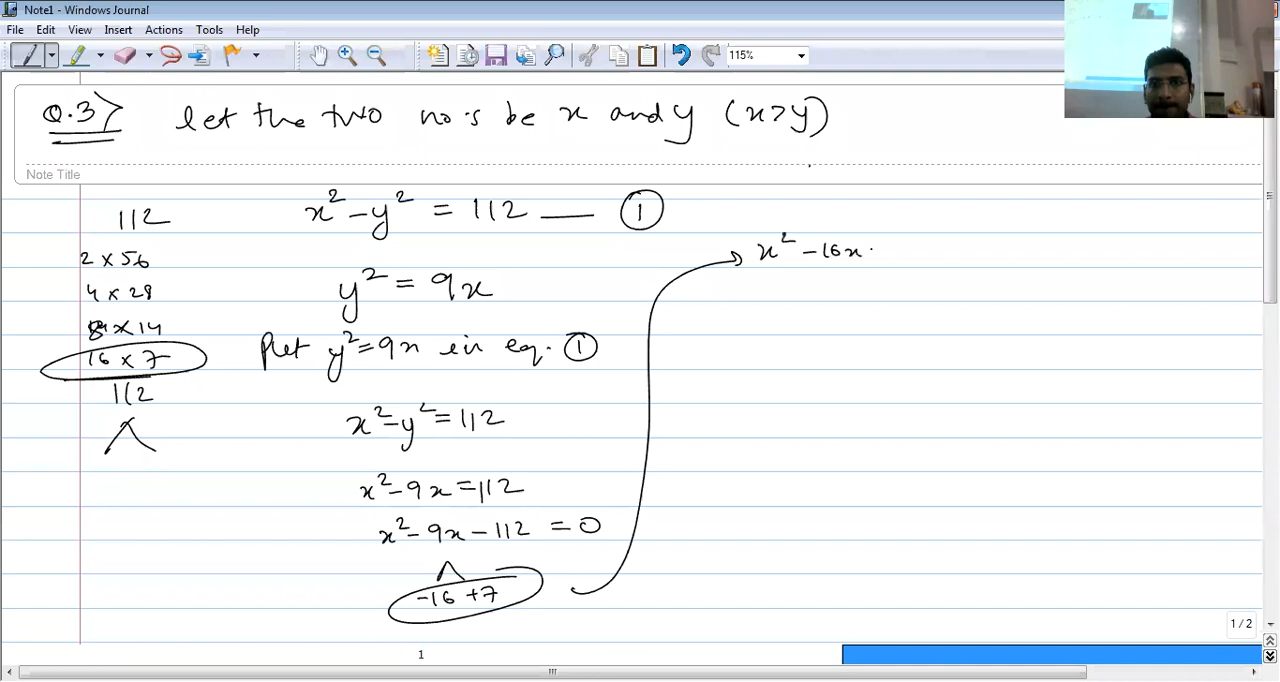 Note1 - Windows Journal
File Edit View Insert Actions Tools Help
115%
Q.3> let the two no.s be x and y (x>y)
Note Title
112
2 x 56
4 x 28
8 x 14
16 x 7
112
x² - y² = 112 — ①
y² = 9x
Put y² = 9x in eq. ①
x² - y² = 112
x² - 9x = 112
x² - 9x - 112 = 0
-16 +7
x² - 16x
1 / 2
1